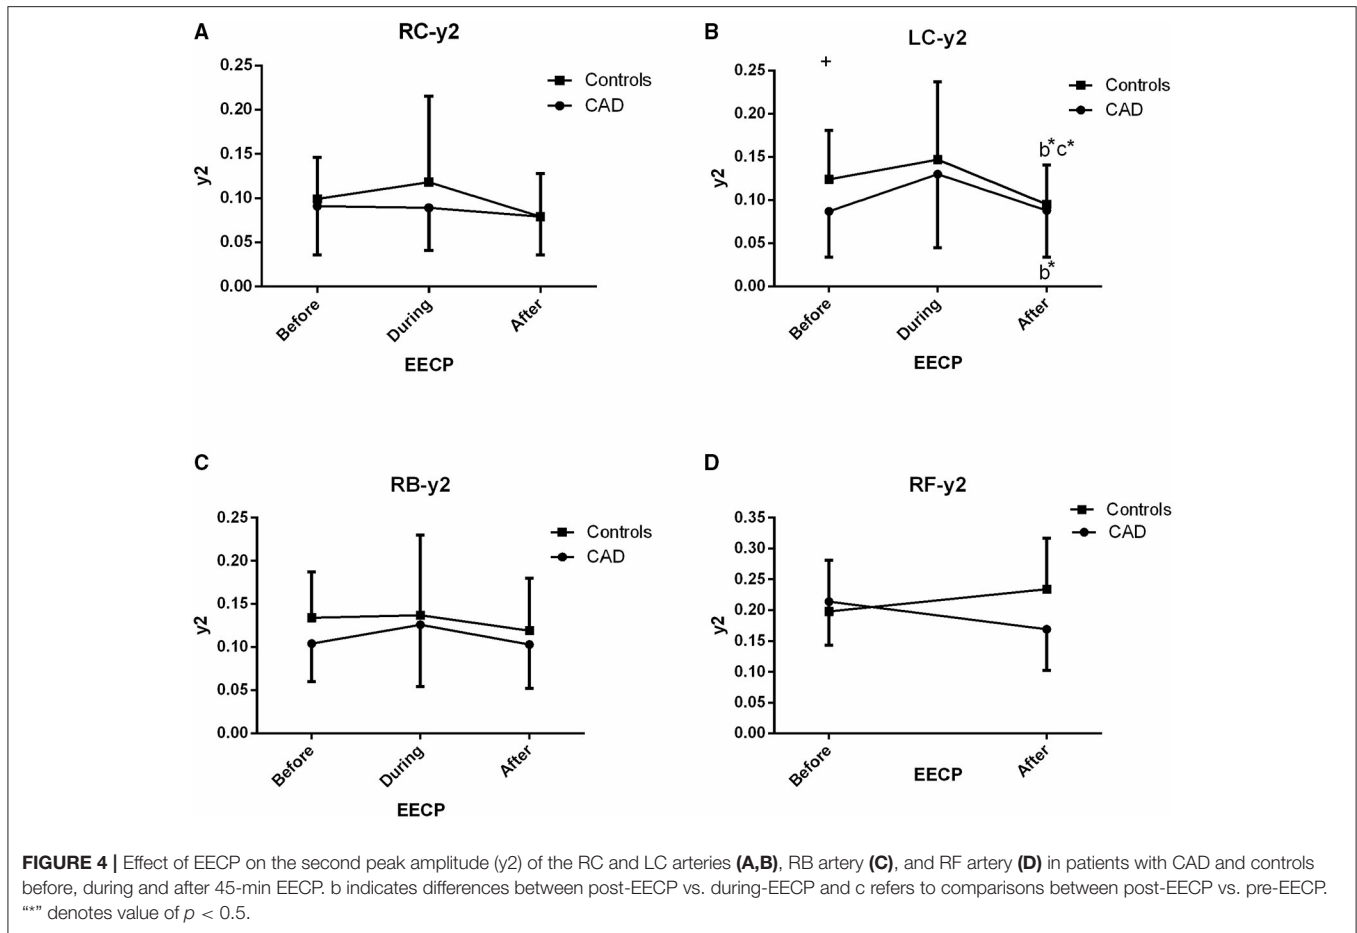 A
RC-y2
0.25
0.20
0.15
0.10
0.05
0.00
y2
Controls
CAD
Before
During
After
EECP
B
LC-y2
+
0.25
0.20
0.15
0.10
0.05
0.00
y2
Controls
CAD
b*c*
b*
Before
During
After
EECP
C
RB-y2
0.25
0.20
0.15
0.10
0.05
0.00
y2
Controls
CAD
Before
During
After
EECP
D
RF-y2
0.35
0.30
0.25
0.20
0.15
0.10
0.05
0.00
y2
Controls
CAD
Before
After
EECP
FIGURE 4 | Effect of EECP on the second peak amplitude (y2) of the RC and LC arteries (A,B), RB artery (C), and RF artery (D) in patients with CAD and controls
before, during and after 45-min EECP. b indicates differences between post-EECP vs. during-EECP and c refers to comparisons between post-EECP vs. pre-EECP.
“*” denotes value of p < 0.5.